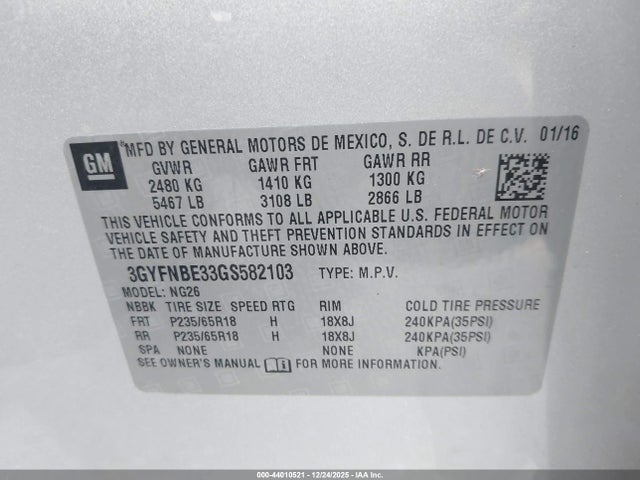 GM
MFD BY GENERAL MOTORS DE MEXICO, S. DE R.L. DE C.V. 01/16
GVWR GAWR FRT GAWR RR
2480 KG 1410 KG 1300 KG
5467 LB 3108 LB 2866 LB
THIS VEHICLE CONFORMS TO ALL APPLICABLE U.S. FEDERAL MOTOR
VEHICLE SAFETY AND THEFT PREVENTION STANDARDS IN EFFECT ON
THE DATE OF MANUFACTURE SHOWN ABOVE.
3GYFNBE33GS582103 TYPE: M.P.V.
MODEL: NG26
NBBK TIRE SIZE SPEED RTG RIM COLD TIRE PRESSURE
FRT P235/65R18 H 18X8J 240KPA(35PSI)
RR P235/65R18 H 18X8J 240KPA(35PSI)
SPA NONE NONE KPA(PSI)
SEE OWNER'S MANUAL FOR MORE INFORMATION.
000-44010521 - 12/24/2025 - COPART